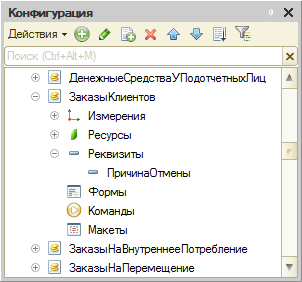 Конфигурация
Действия
Поиск (Ctrl+Alt+M)
ДенежныеСредстваУПодотчетныхЛиц
ЗаказыКлиентов
Измерения
Ресурсы
Реквизиты
ПричинаОтмены
Формы
Команды
Макеты
ЗаказыНаВнутреннееПотребление
ЗаказыНаПеремещение